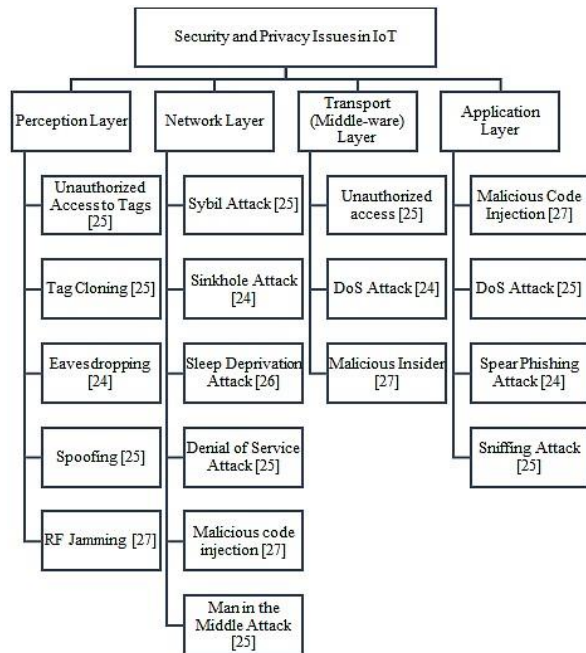 Security and Privacy Issues in IoT
Perception Layer
Network Layer
Transport
(Middle-ware)
Layer
Application
Layer
Unauthorized
Access to Tags
[25]
Tag Cloning [25]
Eavesdropping
[24]
Spoofing [25]
RF Jamming [27]
Sybil Attack [25]
Sinkhole Attack
[24]
Sleep Deprivation
Attack [26]
Denial of Service
Attack [25]
Malicious code
injection [27]
Man in the
Middle Attack
[25]
Unauthorized
access [25]
DoS Attack [24]
Malicious Insider
[27]
Malicious Code
Injection [27]
DoS Attack [25]
Spear Phishing
Attack [24]
Sniffing Attack
[25]